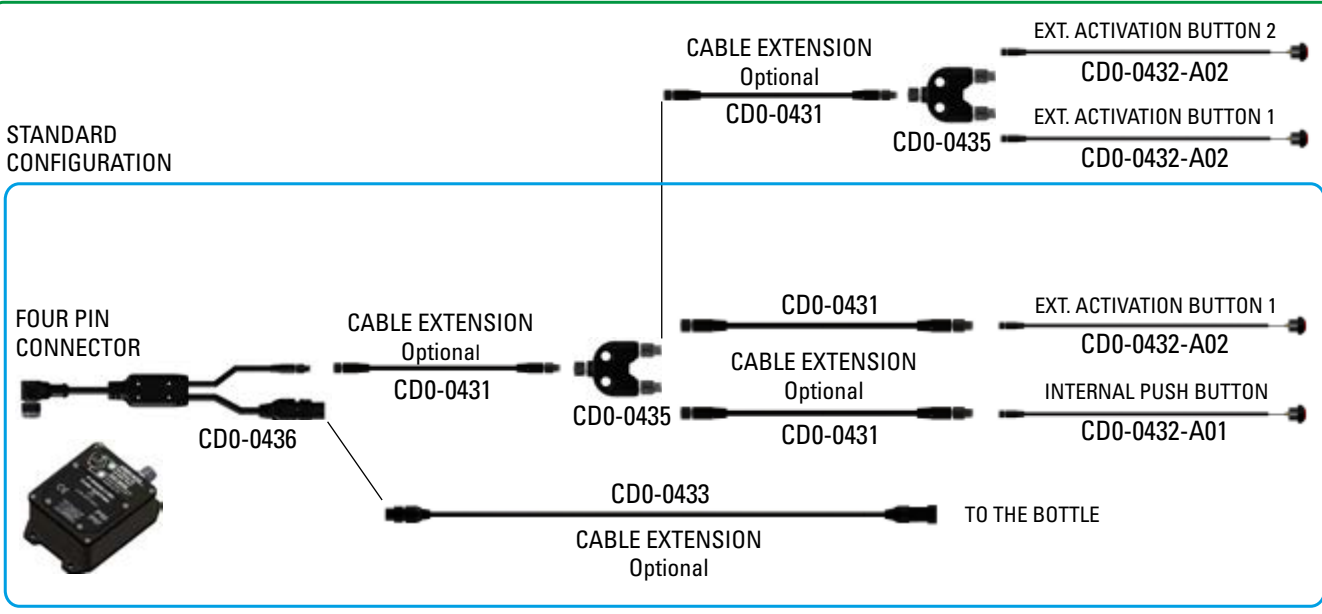 EXT. ACTIVATION BUTTON 2
CABLE EXTENSION
Optional
CD0-0431
CD0-0432-A02
EXT. ACTIVATION BUTTON 1
CD0-0435
CD0-0432-A02
STANDARD
CONFIGURATION
FOUR PIN
CONNECTOR
CD0-0436
CABLE EXTENSION
Optional
CD0-0431
CD0-0435
CD0-0431
CABLE EXTENSION
Optional
CD0-0431
EXT. ACTIVATION BUTTON 1
CD0-0432-A02
INTERNAL PUSH BUTTON
CD0-0432-A01
CD0-0433
CABLE EXTENSION
Optional
TO THE BOTTLE